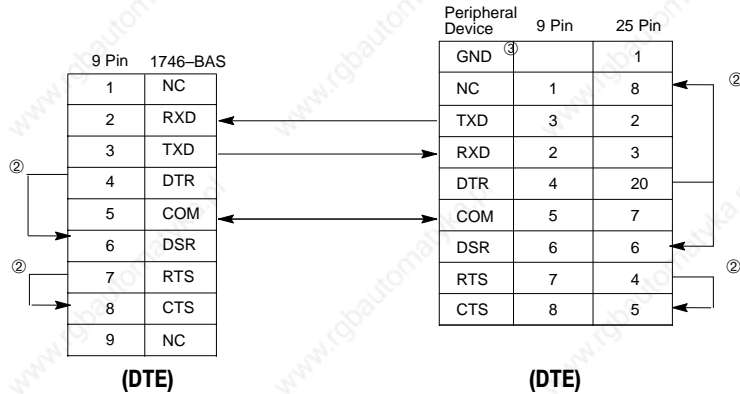 Peripheral
Device 9 Pin 25 Pin
GND ③ 1
NC 1 8 ②
TXD 3 2
RXD 2 3
DTR 4 20
COM 5 7
DSR 6 6
RTS 7 4 ②
CTS 8 5
(DTE)
9 Pin 1746–BAS
1 NC
2 RXD
3 TXD
② 4 DTR
5 COM
6 DSR
② 7 RTS
8 CTS
9 NC
(DTE)
www.rgbautomatyka.pl